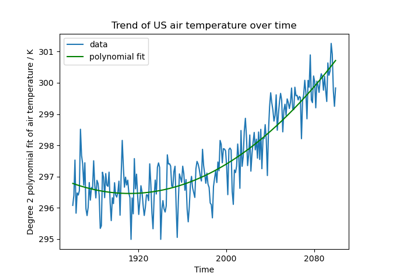 Trend of US air temperature over time
data
polynomial fit
Degree 2 polynomial fit of air temperature / K
301
300
299
298
297
296
295
1920
2000
2080
Time